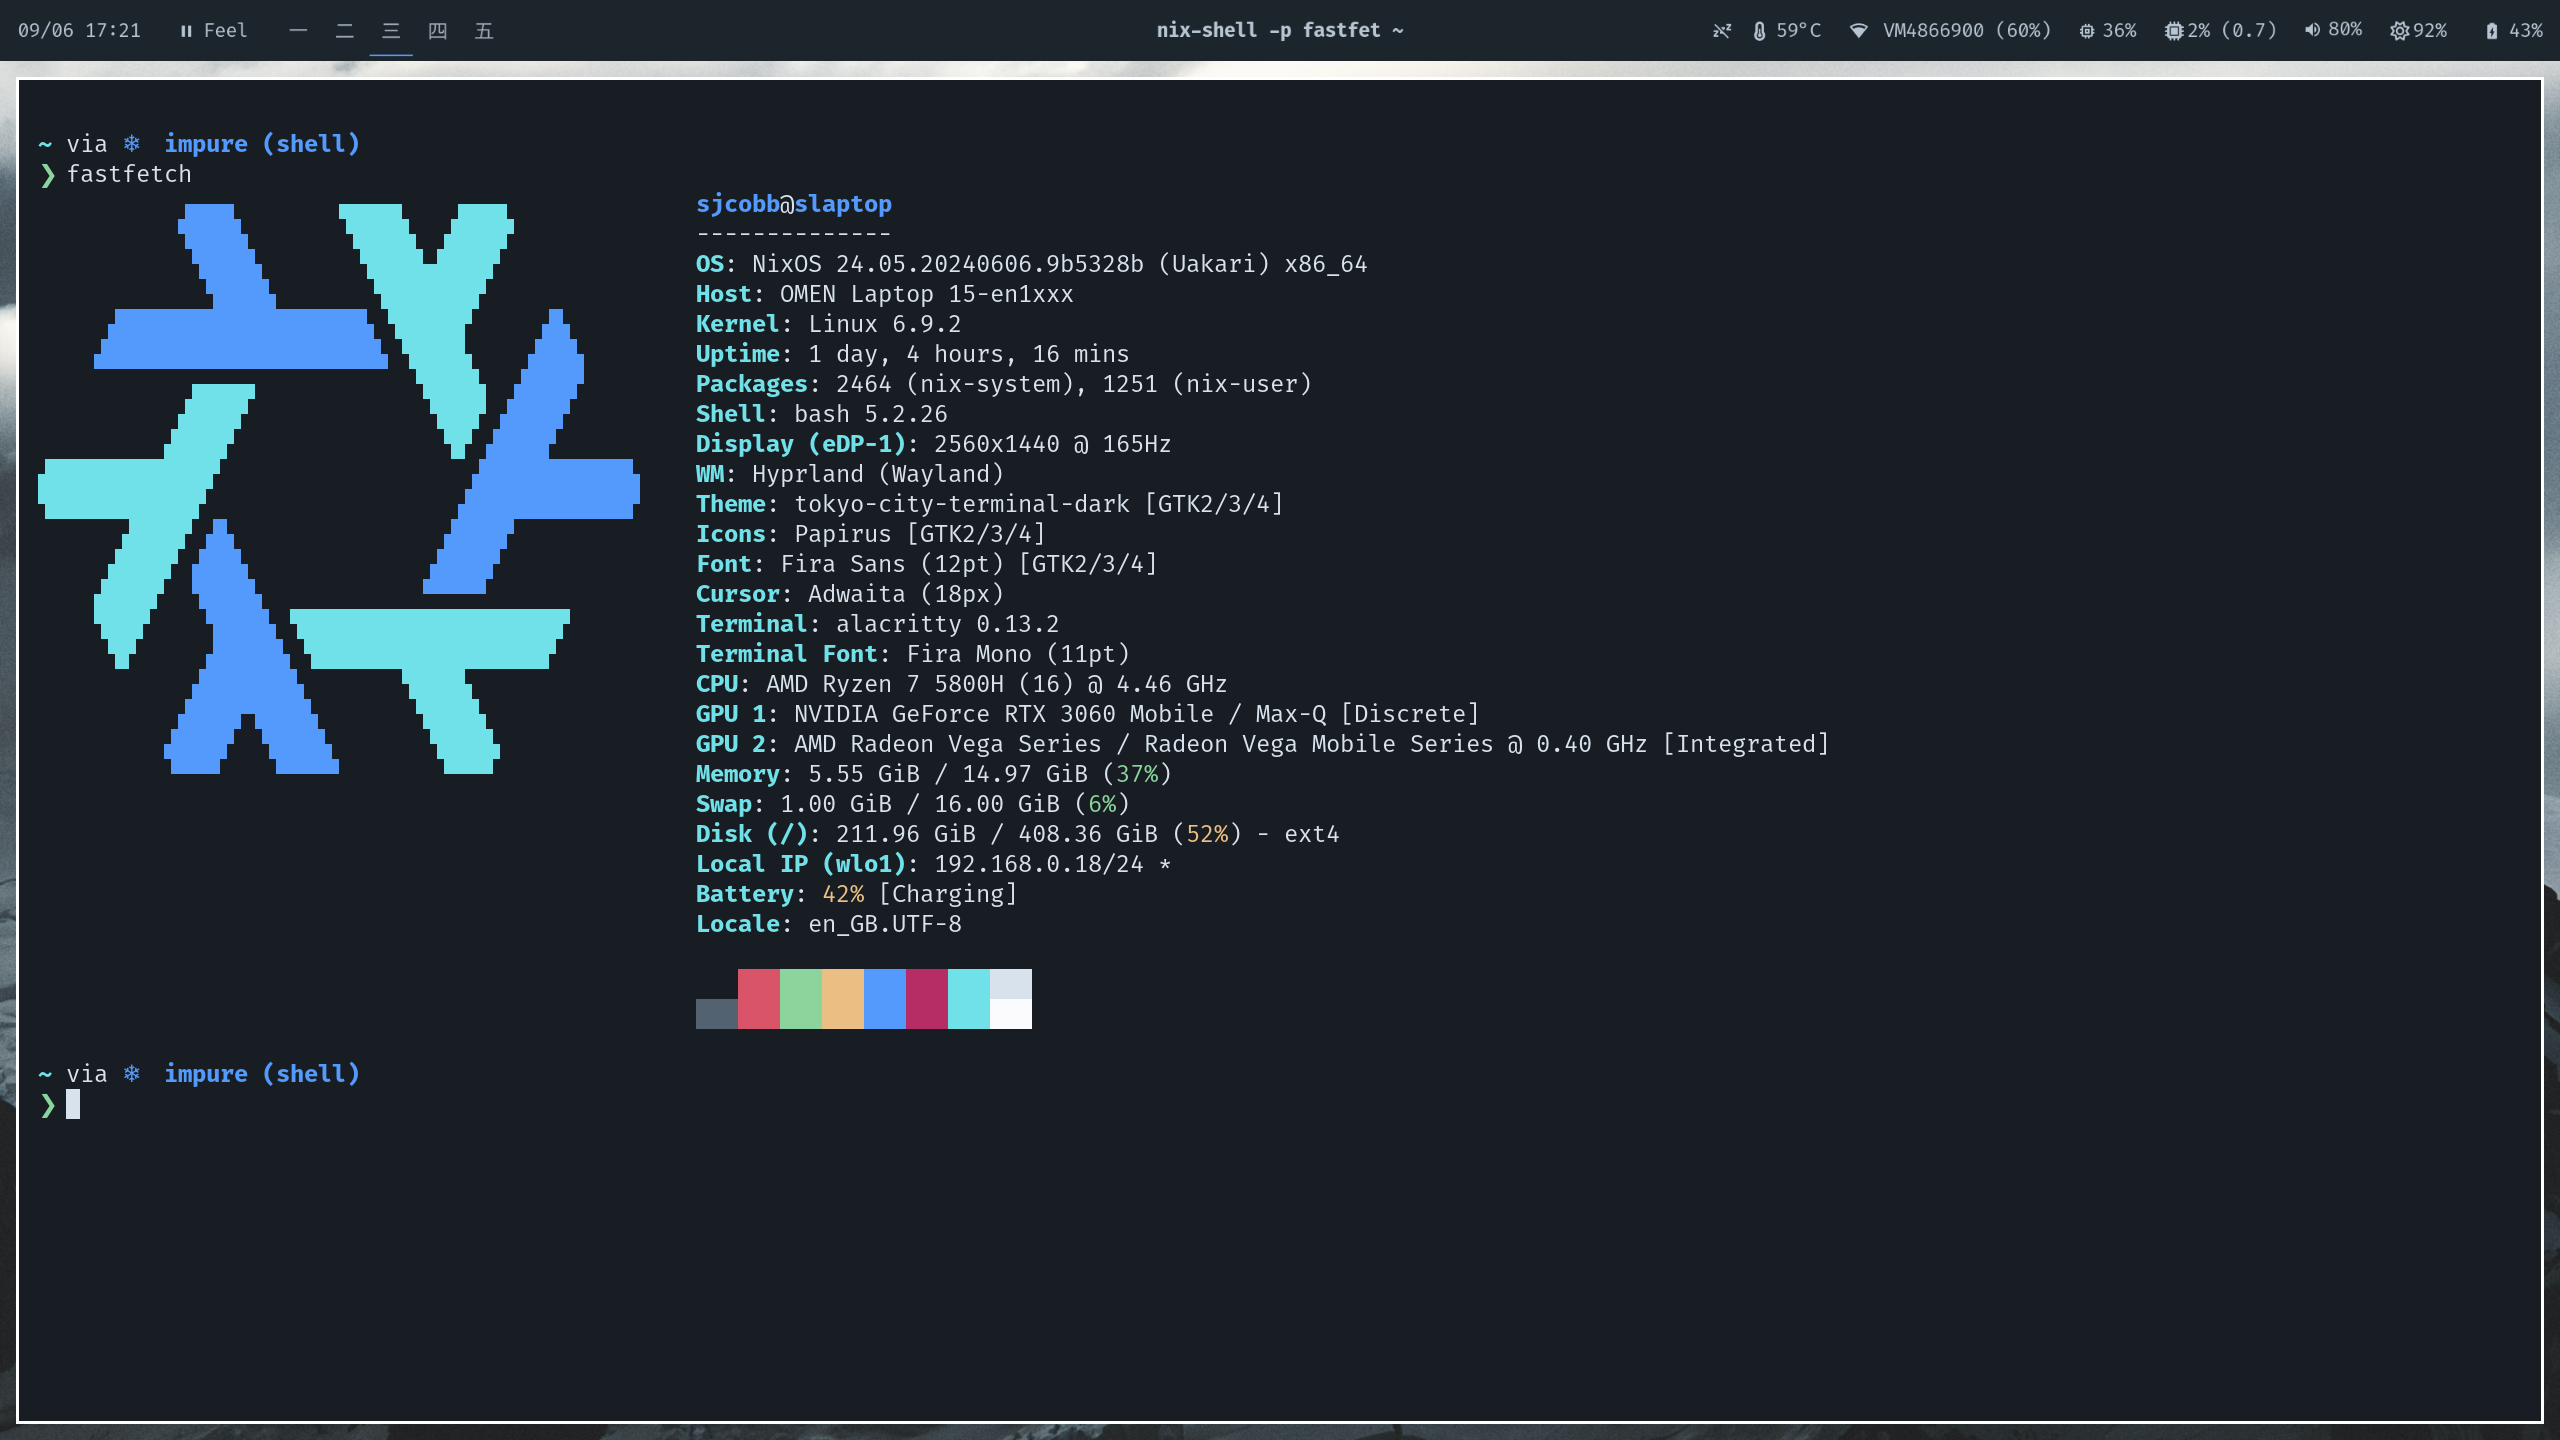 09/06 17:21 Feel 一 二 三 四 五 nix-shell -p fastfet ~ 59°C VM4866900 (60%) 36% 2% (0.7) 80% 92% 43%
~ via ❄ impure (shell)
❯ fastfetch
sjcobb@slaptop
--------------
OS: NixOS 24.05.20240606.9b5328b (Uakari) x86_64
Host: OMEN Laptop 15-en1xxx
Kernel: Linux 6.9.2
Uptime: 1 day, 4 hours, 16 mins
Packages: 2464 (nix-system), 1251 (nix-user)
Shell: bash 5.2.26
Display (eDP-1): 2560x1440 @ 165Hz
WM: Hyprland (Wayland)
Theme: tokyo-city-terminal-dark [GTK2/3/4]
Icons: Papirus [GTK2/3/4]
Font: Fira Sans (12pt) [GTK2/3/4]
Cursor: Adwaita (18px)
Terminal: alacritty 0.13.2
Terminal Font: Fira Mono (11pt)
CPU: AMD Ryzen 7 5800H (16) @ 4.46 GHz
GPU 1: NVIDIA GeForce RTX 3060 Mobile / Max-Q [Discrete]
GPU 2: AMD Radeon Vega Series / Radeon Vega Mobile Series @ 0.40 GHz [Integrated]
Memory: 5.55 GiB / 14.97 GiB (37%)
Swap: 1.00 GiB / 16.00 GiB (6%)
Disk (/): 211.96 GiB / 408.36 GiB (52%) - ext4
Local IP (wlo1): 192.168.0.18/24 *
Battery: 42% [Charging]
Locale: en_GB.UTF-8
~ via ❄ impure (shell)
❯